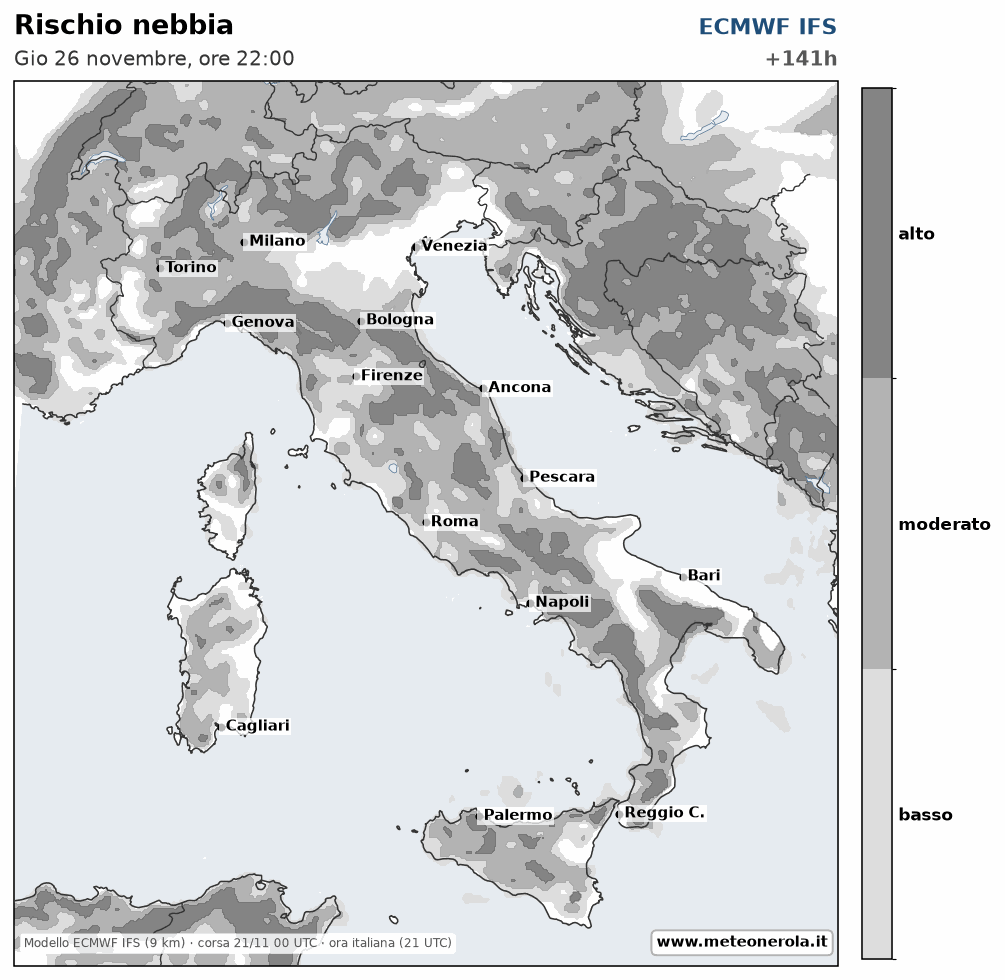 Rischio nebbia
ECMWF IFS
Gio 26 novembre, ore 22:00
+141h
alto
moderato
basso
Milano
Venezia
Torino
Genova
Bologna
Firenze
Ancona
Pescara
Roma
Bari
Napoli
Cagliari
Palermo
Reggio C.
Modello ECMWF IFS (9 km) · corsa 21/11 00 UTC · ora italiana (21 UTC)
www.meteonerola.it